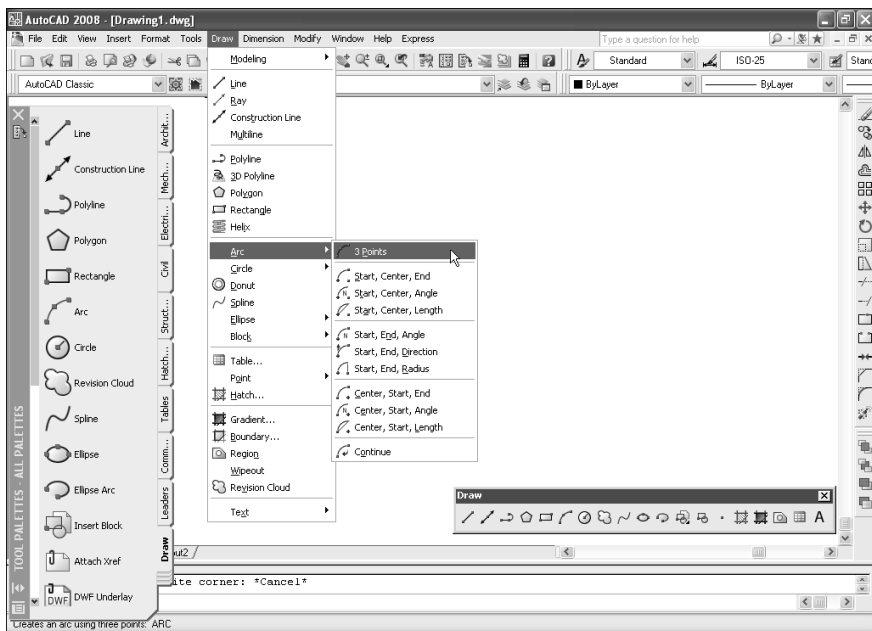 AutoCAD 2008 - [Drawing1.dwg]
File Edit View Insert Format Tools Draw Dimension Modify Window Help Express
Type a question for help
Standard
ISO-25
Stand
AutoCAD Classic
ByLayer
ByLayer
Modeling
Line
Ray
Construction Line
Multiline
Polyline
3D Polyline
Polygon
Rectangle
Helix
Arc
Circle
Donut
Spline
Ellipse
Block
Table...
Point
Hatch...
Gradient...
Boundary...
Region
Wipeout
Revision Cloud
Text
3 Points
Start, Center, End
Start, Center, Angle
Start, Center, Length
Start, End, Angle
Start, End, Direction
Start, End, Radius
Center, Start, End
Center, Start, Angle
Center, Start, Length
Continue
Line
Construction Line
Polyline
Polygon
Rectangle
Arc
Circle
Revision Cloud
Spline
Ellipse
Ellipse Arc
Insert Block
Attach Xref
DWF DWF Underlay
Archit...
Mech...
Electri...
Civil
Struct...
Hatch...
Tables
Comm...
Leaders
Draw
TOOL PALETTES - ALL PALETTES
Draw
A
out2
ite corner: *Cancel*
Creates an arc using three points: ARC